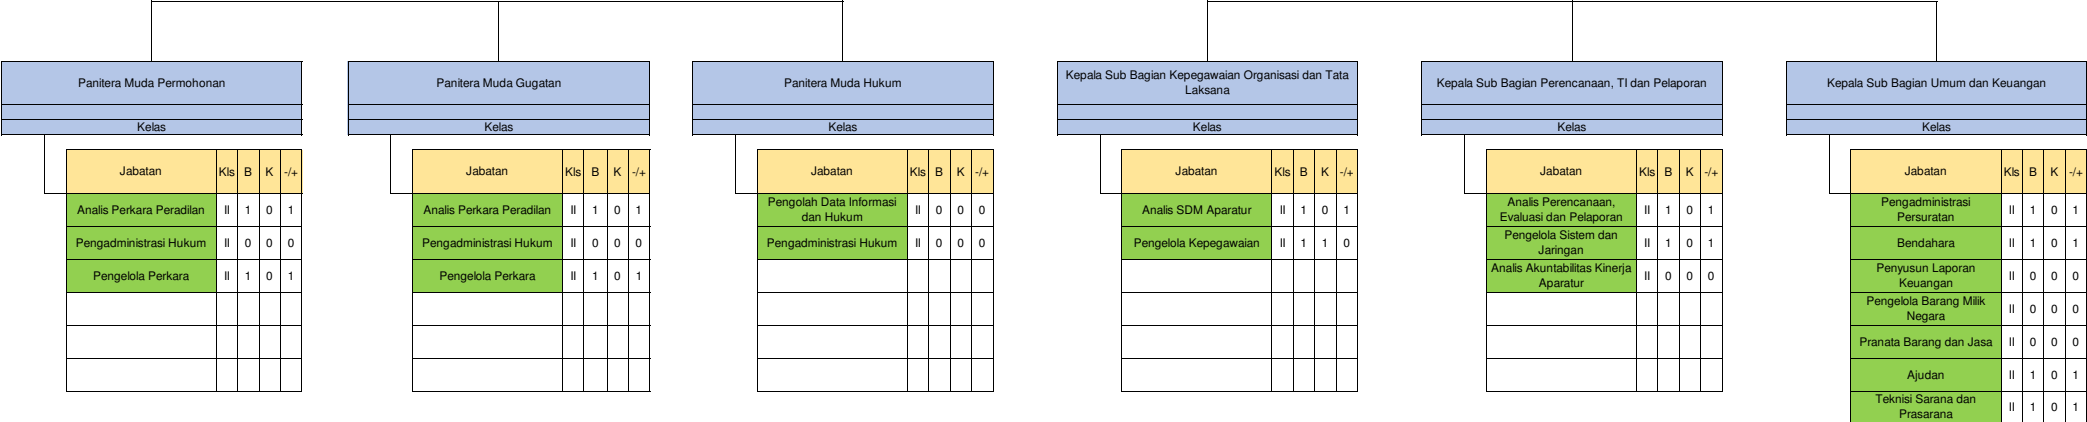 Panitera Muda Permohonan
Kelas
Jabatan Kls B K -/+
Analis Perkara Peradilan II 1 0 1
Pengadministrasi Hukum II 0 0 0
Pengelola Perkara II 1 0 1
Panitera Muda Gugatan
Kelas
Jabatan Kls B K -/+
Analis Perkara Peradilan II 1 0 1
Pengadministrasi Hukum II 0 0 0
Pengelola Perkara II 1 0 1
Panitera Muda Hukum
Kelas
Jabatan Kls B K -/+
Pengolah Data Informasi
dan Hukum II 0 0 0
Pengadministrasi Hukum II 0 0 0
Kepala Sub Bagian Kepegawaian Organisasi dan Tata
Laksana
Kelas
Jabatan Kls B K -/+
Analis SDM Aparatur II 1 0 1
Pengelola Kepegawaian II 1 1 0
Kepala Sub Bagian Perencanaan, TI dan Pelaporan
Kelas
Jabatan Kls B K -/+
Analis Perencanaan,
Evaluasi dan Pelaporan II 1 0 1
Pengelola Sistem dan
Jaringan II 1 0 1
Analis Akuntabilitas Kinerja
Aparatur II 0 0 0
Kepala Sub Bagian Umum dan Keuangan
Kelas
Jabatan Kls B K -/+
Pengadministrasi
Persuratan II 1 0 1
Bendahara II 1 0 1
Penyusun Laporan
Keuangan II 0 0 0
Pengelola Barang Milik
Negara II 0 0 0
Pranata Barang dan Jasa II 0 0 0
Ajudan II 1 0 1
Teknisi Sarana dan
Prasarana II 1 0 1